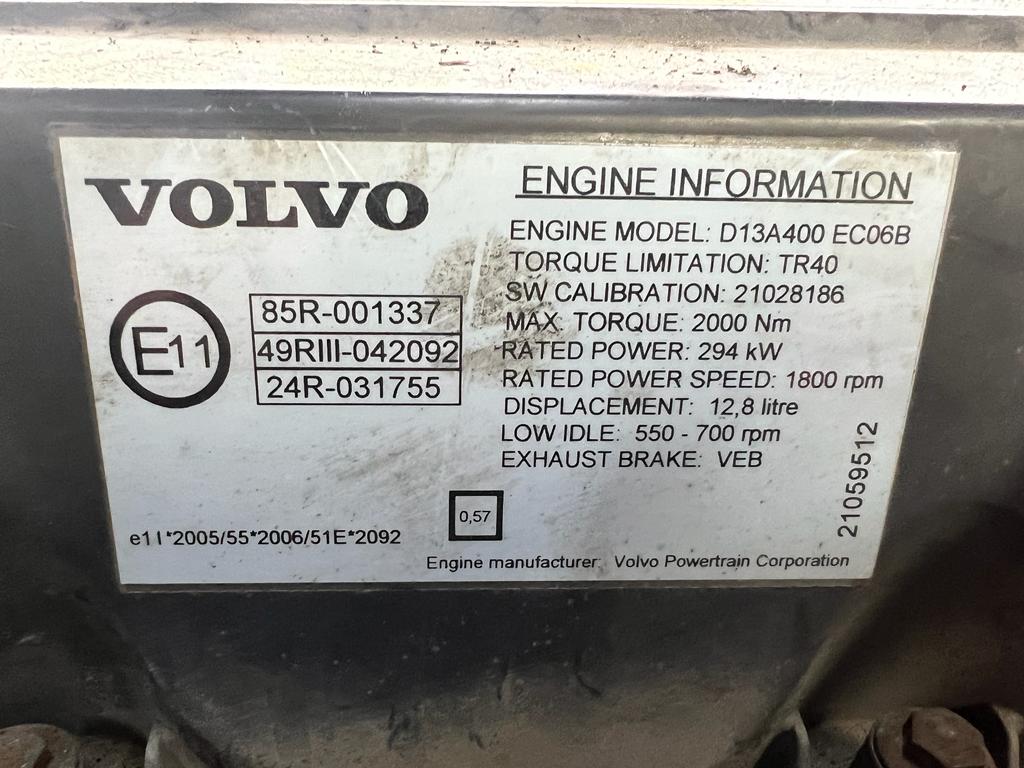 VOLVO
E11
85R-001337
49RIII-042092
24R-031755
ENGINE INFORMATION
ENGINE MODEL: D13A400 EC06B
TORQUE LIMITATION: TR40
SW CALIBRATION: 21028186
MAX. TORQUE: 2000 Nm
RATED POWER: 294 kW
RATED POWER SPEED: 1800 rpm
DISPLACEMENT: 12,8 litre
LOW IDLE: 550 - 700 rpm
EXHAUST BRAKE: VEB
21059512
0,57
e11*2005/55*2006/51E*2092
Engine manufacturer: Volvo Powertrain Corporation